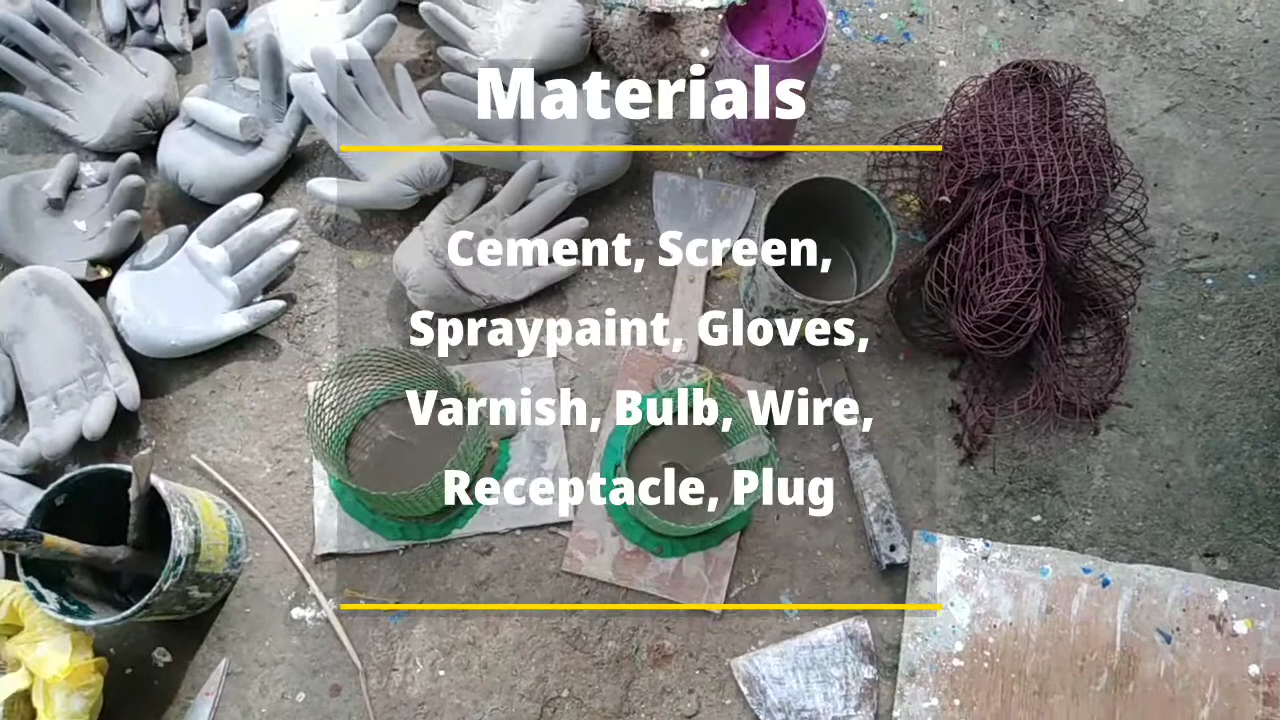 Materials
Cement, Screen,
Spraypaint, Gloves,
Varnish, Bulb, Wire,
Receptacle, Plug